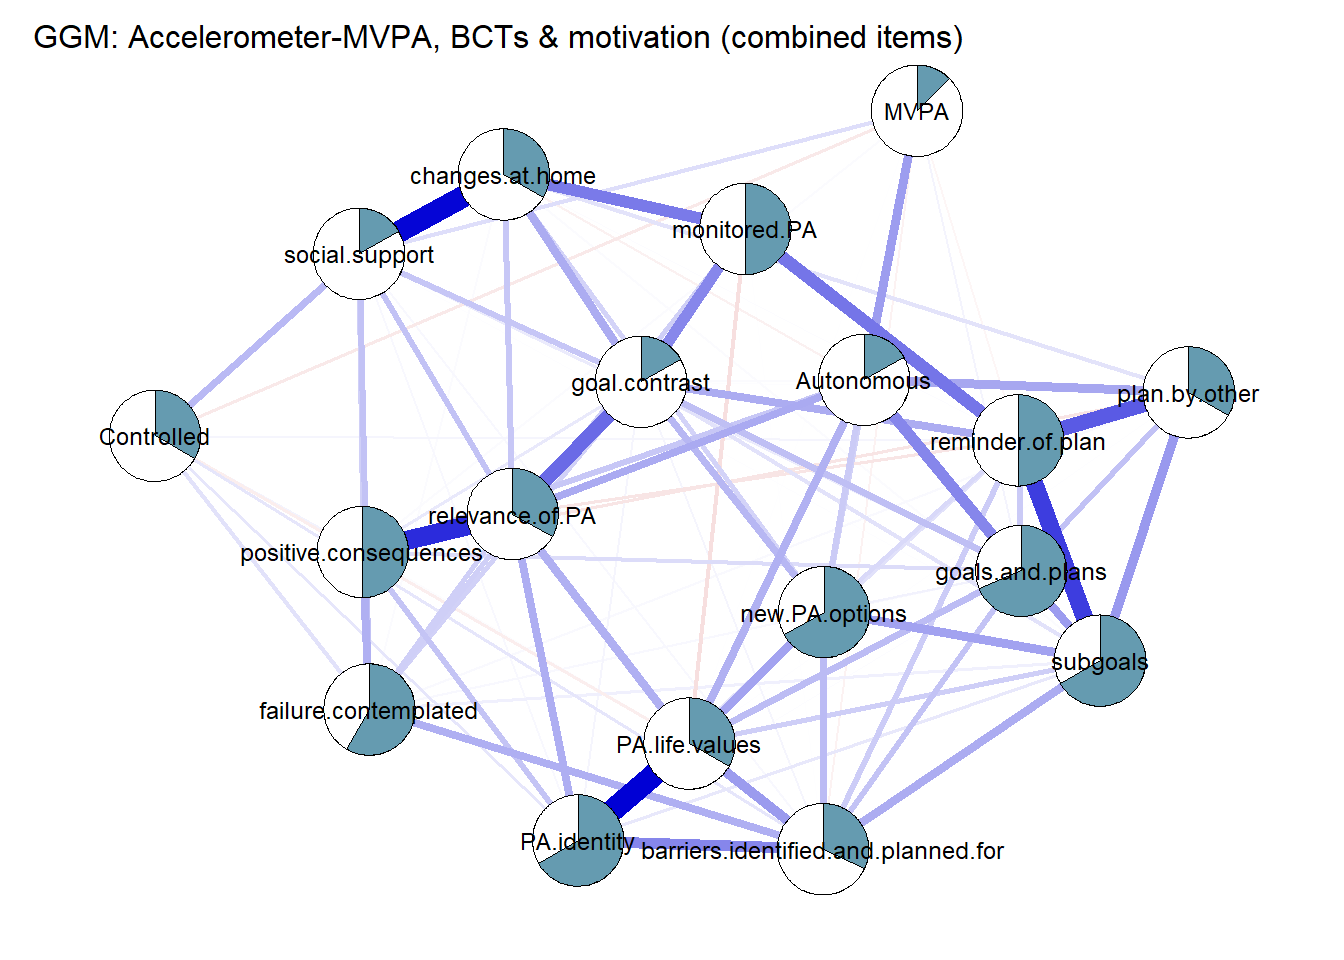 GGM: Accelerometer-MVPA, BCTs & motivation (combined items)
MVPA
changes.at.home
monitored.PA
social.support
goal.contrast
Autonomous
plan.by.other
Controlled
reminder.of.plan
relevance.of.PA
positive.consequences
goals.and.plans
new.PA.options
subgoals
failure.contemplated
PA.life.values
PA.identity
barriers.identified.and.planned.for